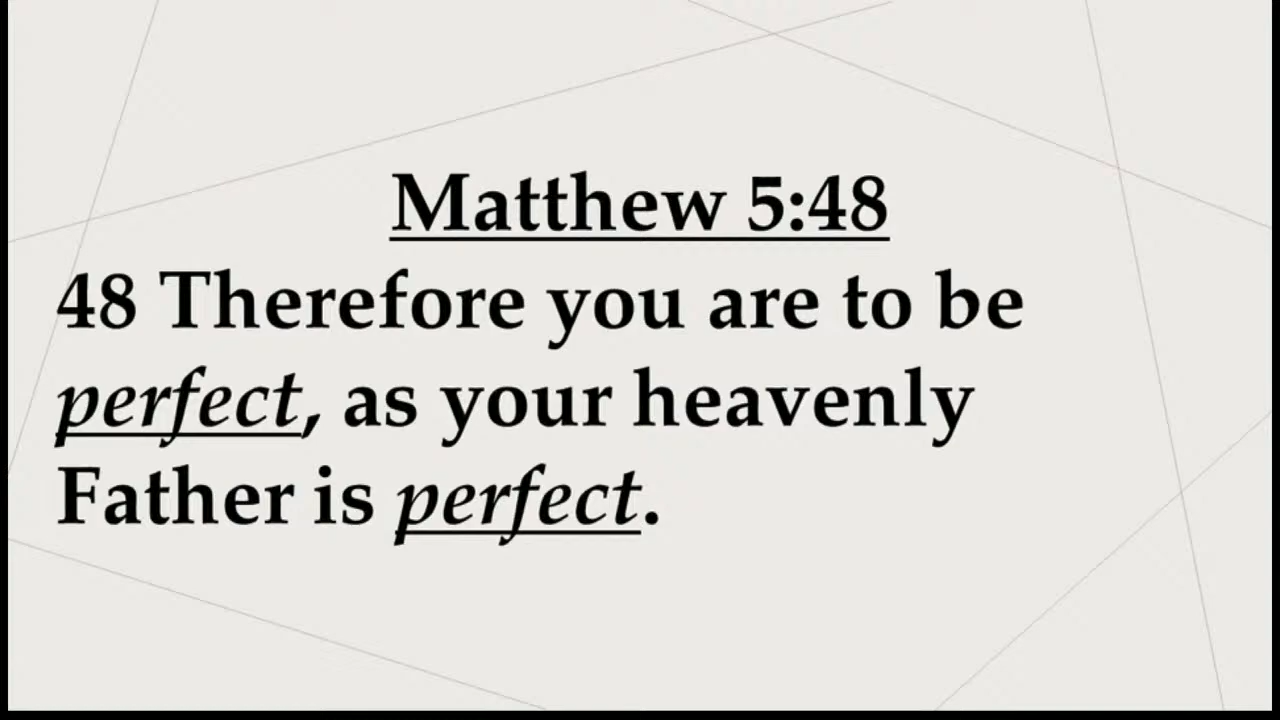 Matthew 5:48
48 Therefore you are to be
perfect, as your heavenly
Father is perfect.